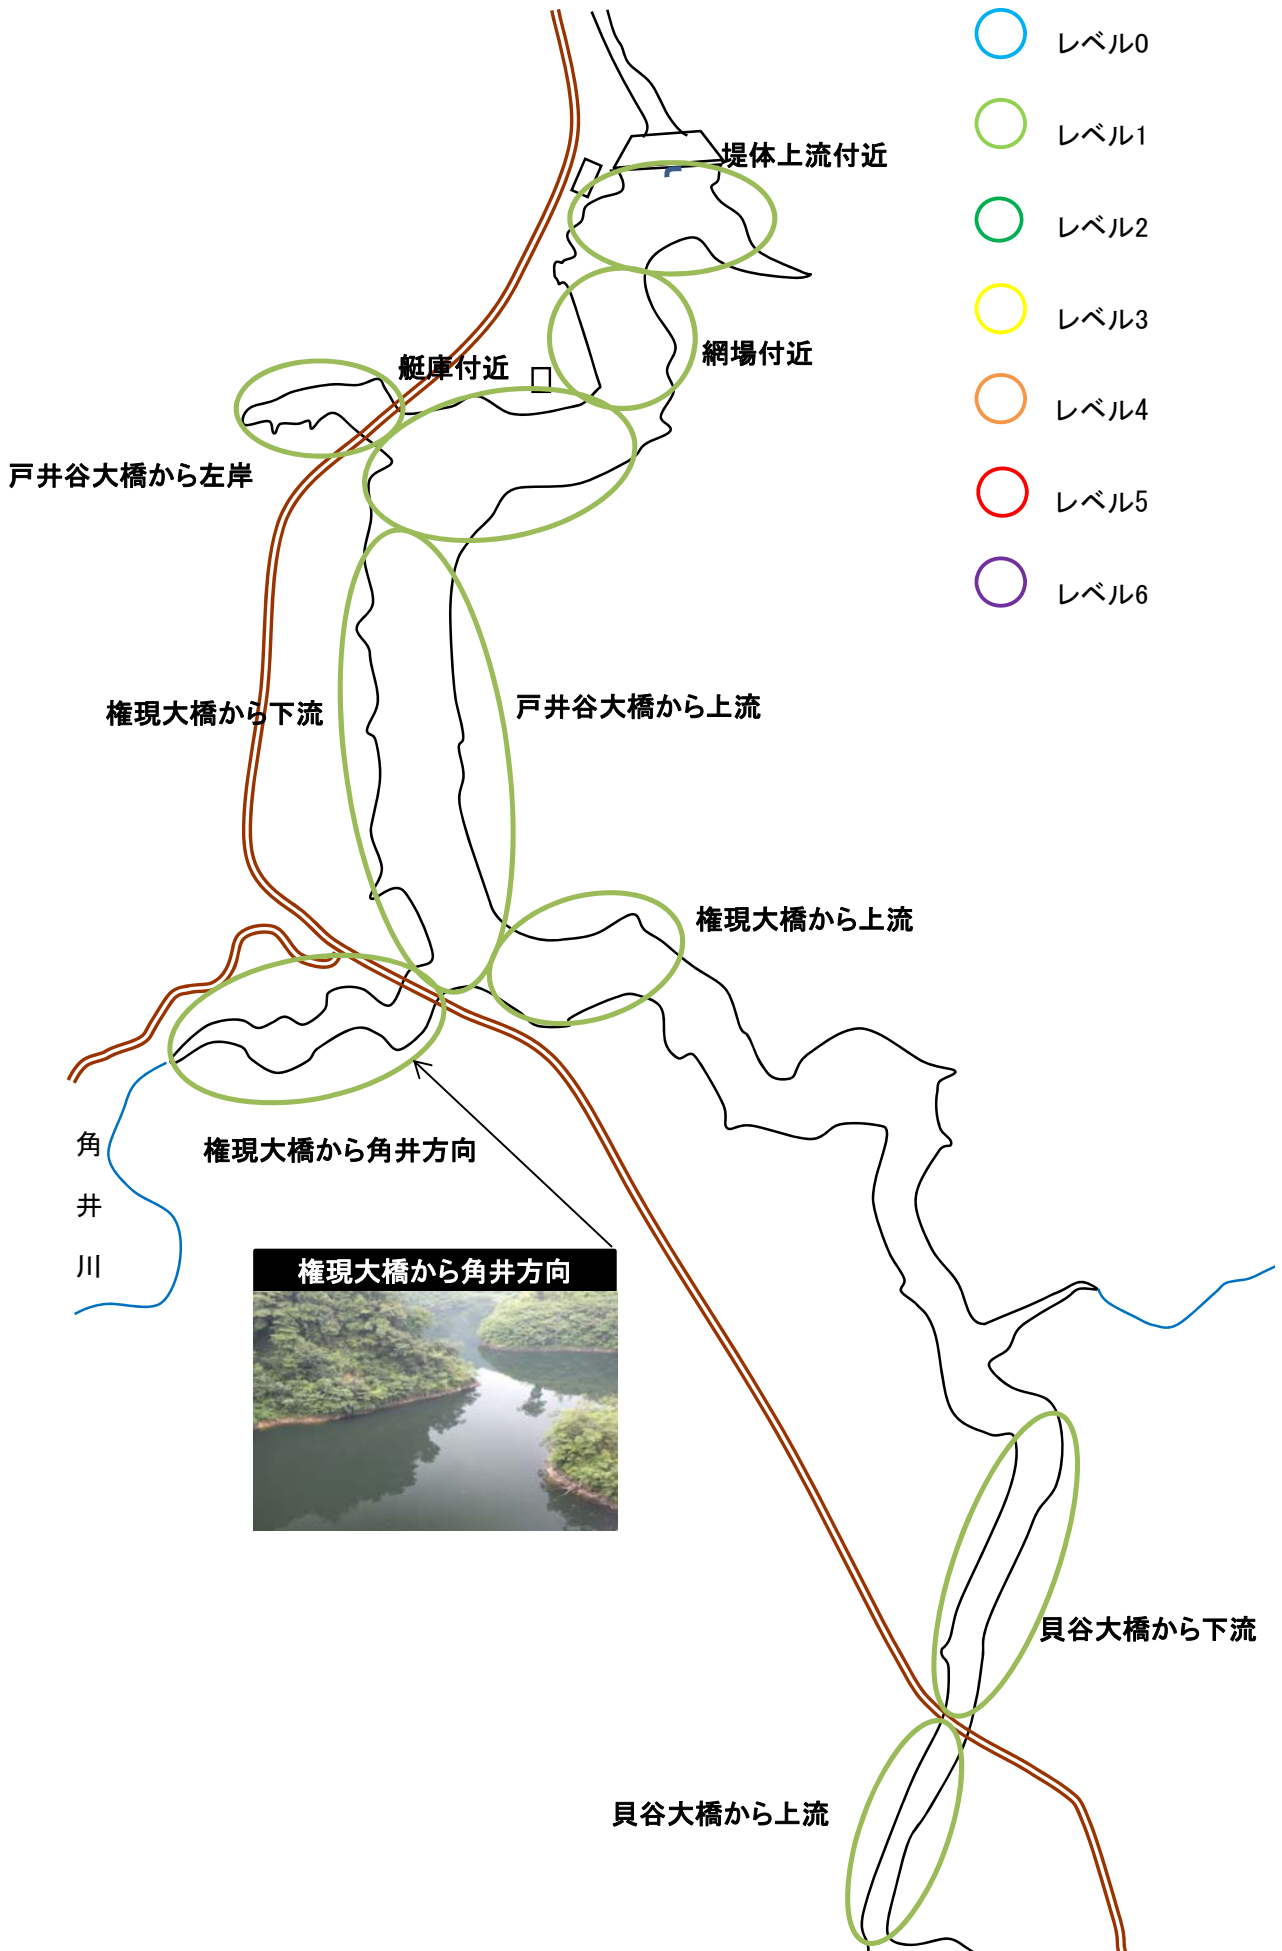 レベル0
レベル1
堤体上流付近
レベル2
レベル3
網場付近
艇庫付近
レベル4
戸井谷大橋から左岸
レベル5
レベル6
権現大橋から下流
戸井谷大橋から上流
権現大橋から上流
角井川
権現大橋から角井方向
権現大橋から角井方向
貝谷大橋から下流
貝谷大橋から上流